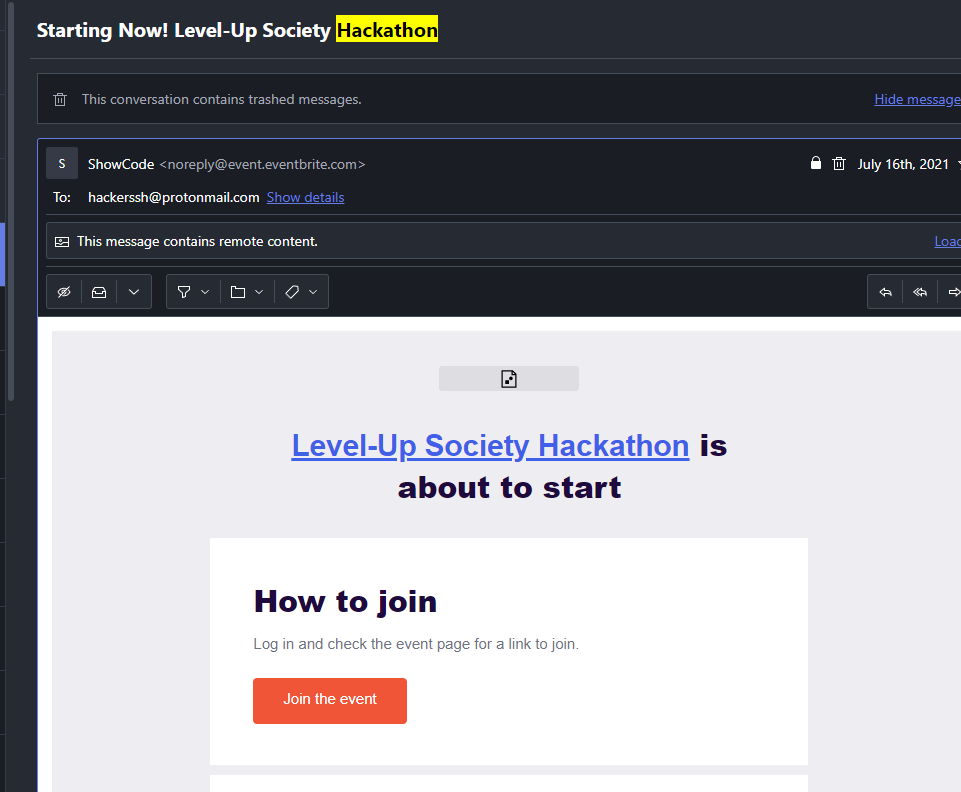 Starting Now! Level-Up Society Hackathon
This conversation contains trashed messages.
Hide message
S
ShowCode <noreply@event.eventbrite.com>
July 16th, 2021
To: hackerssh@protonmail.com Show details
This message contains remote content.
Loac
Level-Up Society Hackathon is
about to start
How to join
Log in and check the event page for a link to join.
Join the event